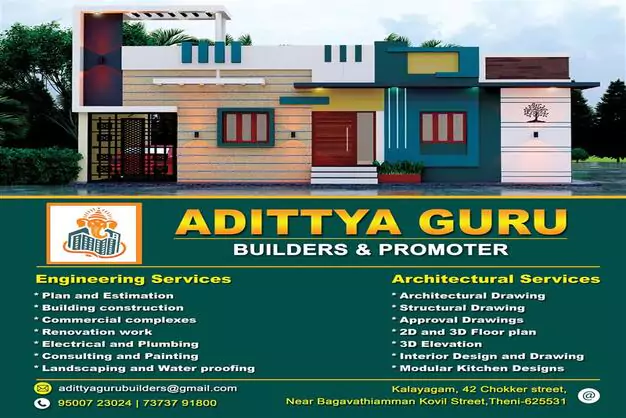 ADITTYA GURU
BUILDERS & PROMOTER
Engineering Services
* Plan and Estimation
* Building construction
* Commercial complexes
* Renovation work
* Electrical and Plumbing
* Consulting and Painting
* Landscaping and Water proofing
Architectural Services
* Architectural Drawing
* Structural Drawing
* Approval Drawings
* 2D and 3D Floor plan
* 3D Elevation
* Interior Design and Drawing
* Modular Kitchen Designs
adittyagurubuilders@gmail.com
95007 23024 | 73737 91800
Kalayagam, 42 Chokker street,
Near Bagavathiamman Kovil Street,Theni-625531
@